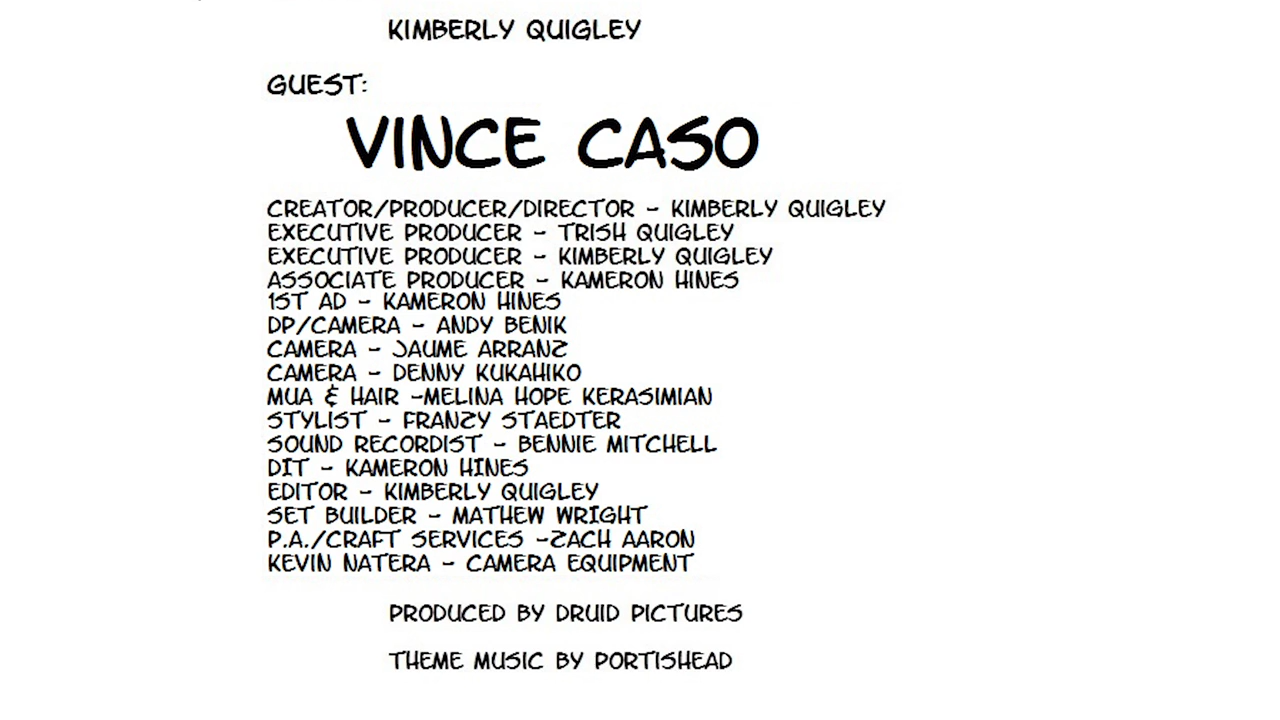 KIMBERLY QUIGLEY
GUEST:
VINCE CASO
CREATOR/PRODUCER/DIRECTOR - KIMBERLY QUIGLEY
EXECUTIVE PRODUCER - TRISH QUIGLEY
EXECUTIVE PRODUCER - KIMBERLY QUIGLEY
ASSOCIATE PRODUCER - KAMERON HINES
1ST AD - KAMERON HINES
DP/CAMERA - ANDY BENIK
CAMERA - JAUME ARRANZ
CAMERA - DENNY KUKAHIKO
MUA & HAIR -MELINA HOPE KERASIMIAN
STYLIST - FRANZY STAEDTER
SOUND RECORDIST - BENNIE MITCHELL
DIT - KAMERON HINES
EDITOR - KIMBERLY QUIGLEY
SET BUILDER - MATHEW WRIGHT
P.A./CRAFT SERVICES -ZACH AARON
KEVIN NATERA - CAMERA EQUIPMENT
PRODUCED BY DRUID PICTURES
THEME MUSIC BY PORTISHEAD